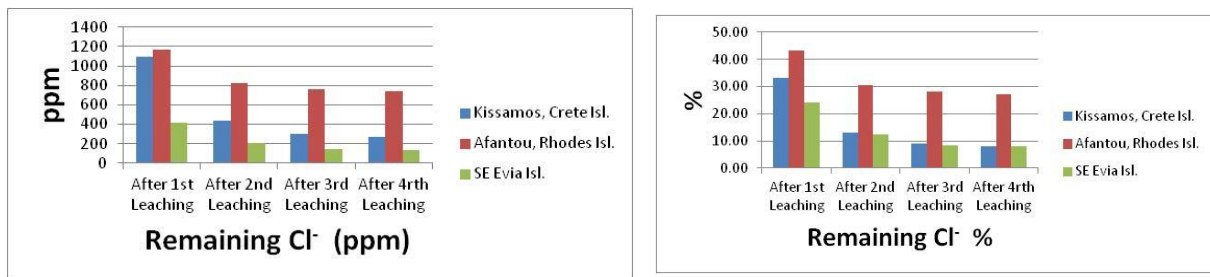 1400
1200
1000
800
600
400
200
0
ppm
After 1st After 2nd After 3rd After 4rth
Leaching Leaching Leaching Leaching
Remaining Cl⁻ (ppm)
Kissamos, Crete Isl.
Afantou, Rhodes Isl.
SE Evia Isl.
50.00
40.00
30.00
20.00
10.00
0.00
%
After 1st After 2nd After 3rd After 4rth
Leaching Leaching Leaching Leaching
Remaining Cl⁻ %
Kissamos, Crete Isl.
Afantou, Rhodes Isl.
SE Evia Isl.